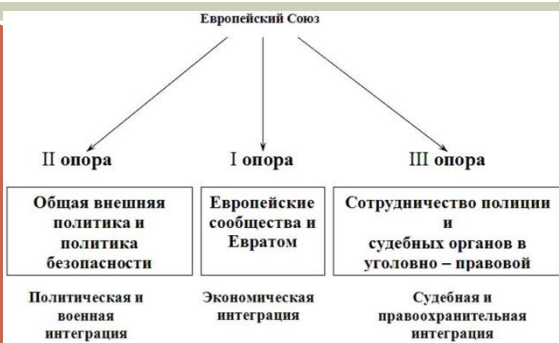 Европейский Союз
II опора
I опора
III опора
Общая внешняя
политика и
политика
безопасности
Европейские
сообщества и
Евратом
Сотрудничество полиции
и
судебных органов в
уголовно – правовой
Политическая и
военная
интеграция
Экономическая
интеграция
Судебная и
правоохранительная
интеграция